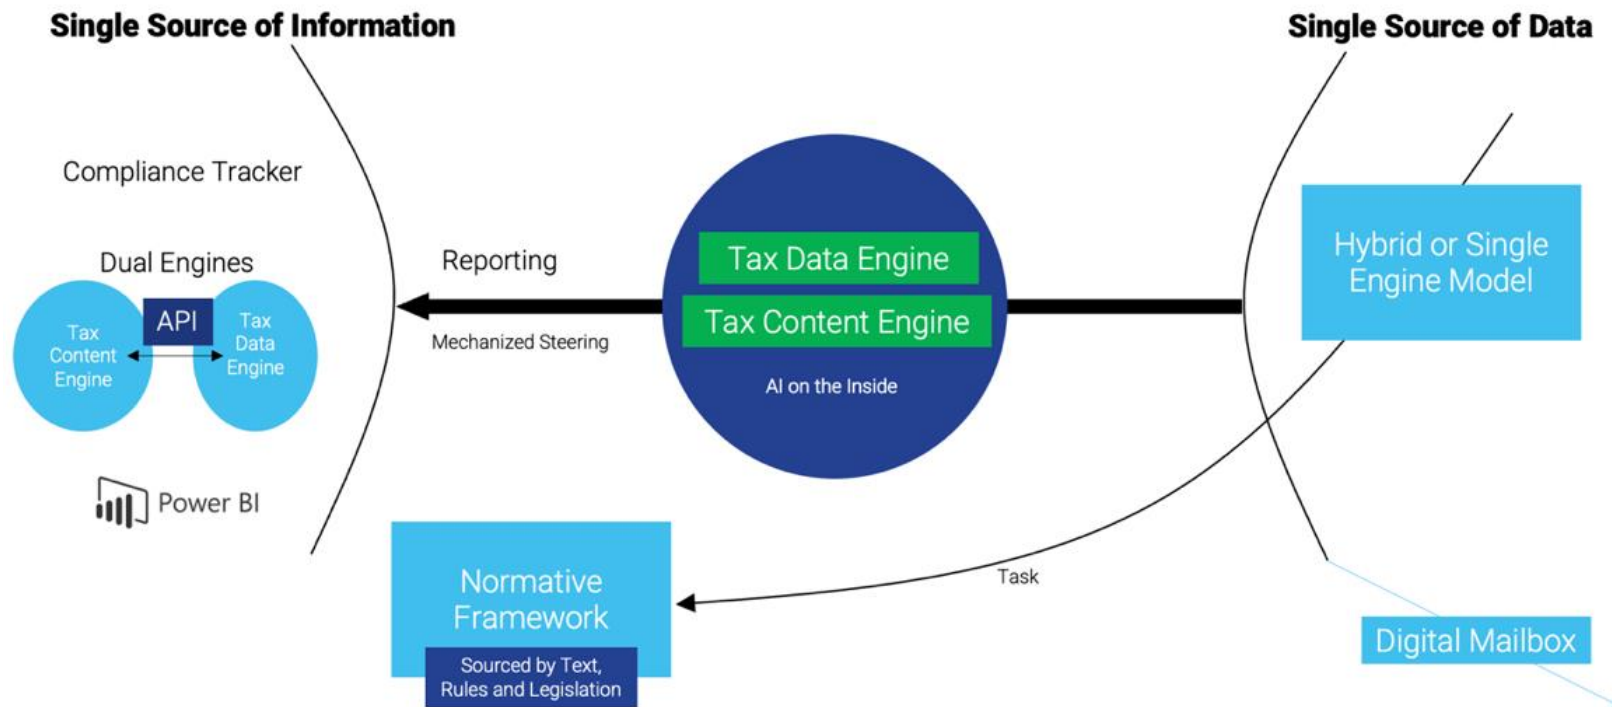 Single Source of Information
Single Source of Data
Compliance Tracker
Dual Engines
Tax
Content
Engine
API
Tax
Data
Engine
Power BI
Reporting
Mechanized Steering
Tax Data Engine
Tax Content Engine
AI on the Inside
Hybrid or Single
Engine Model
Task
Normative
Framework
Sourced by Text,
Rules and Legislation
Digital Mailbox